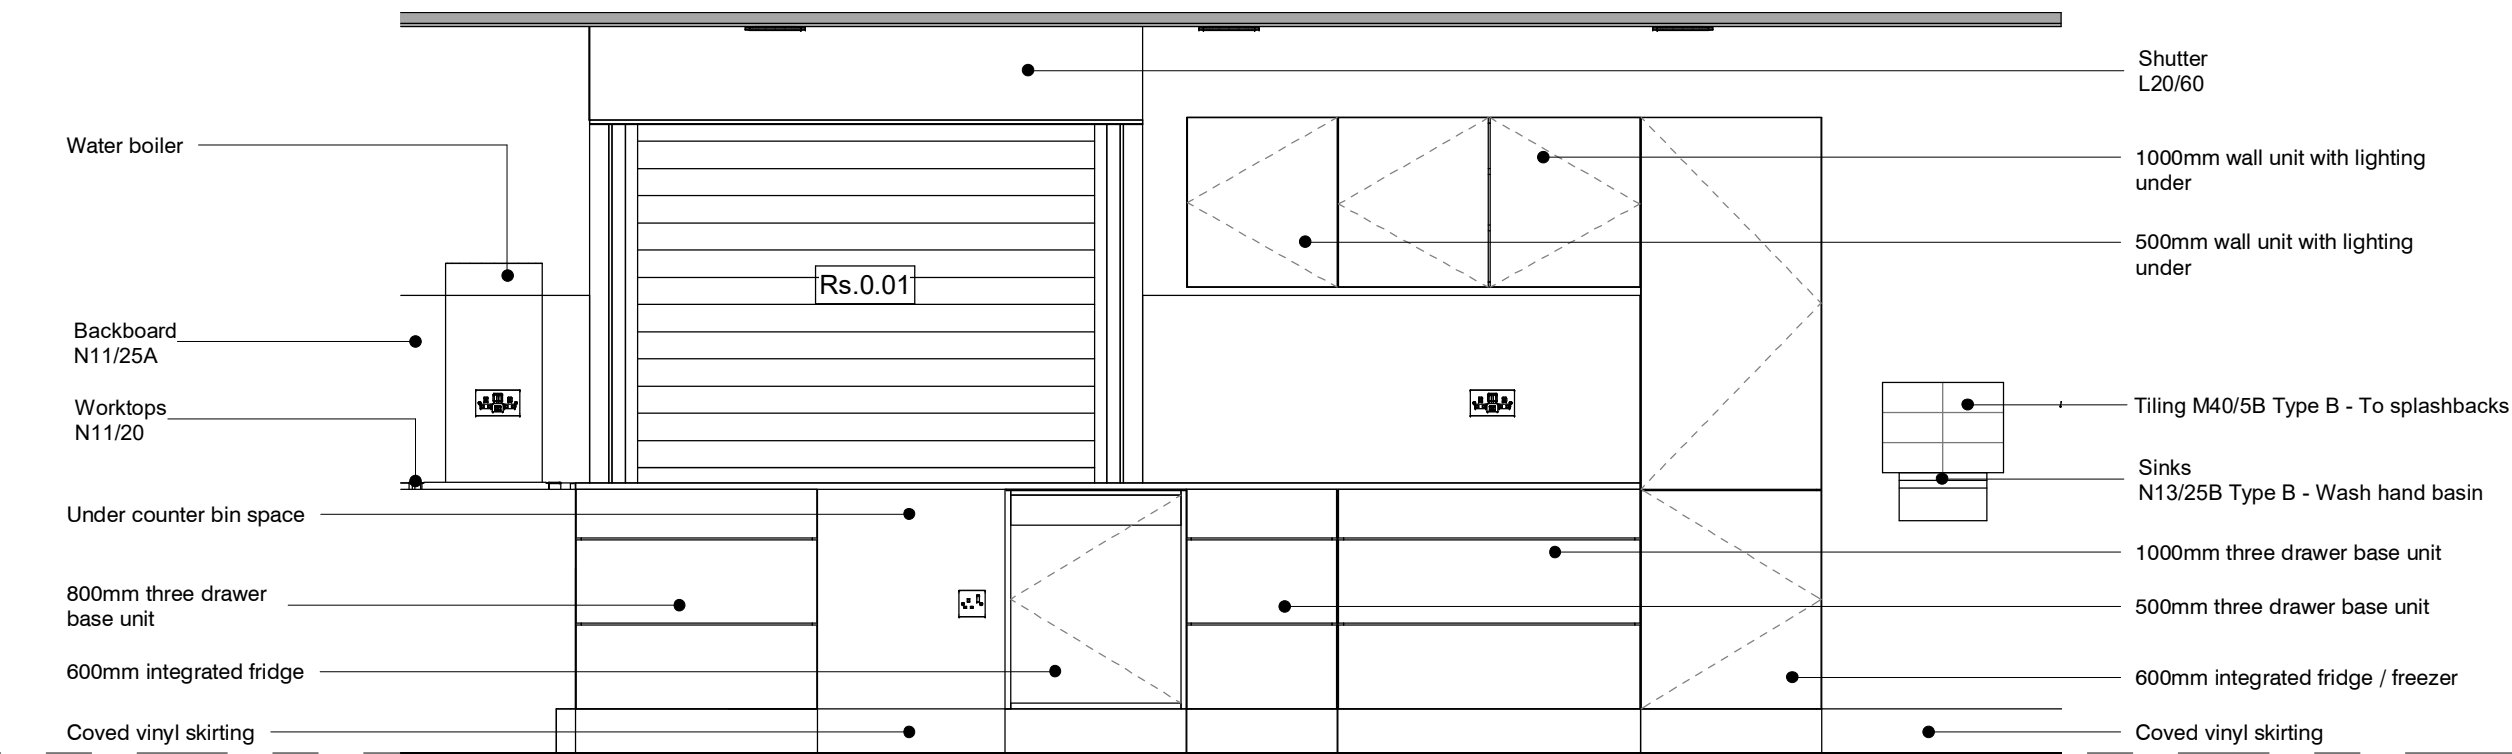 Shutter
L20/60
Water boiler
1000mm wall unit with lighting
under
500mm wall unit with lighting
under
Rs.0.01
Backboard
N11/25A
Worktops
N11/20
Tiling M40/5B Type B - To splashbacks
Sinks
N13/25B Type B - Wash hand basin
Under counter bin space
1000mm three drawer base unit
800mm three drawer
base unit
500mm three drawer base unit
600mm integrated fridge
600mm integrated fridge / freezer
Coved vinyl skirting
Coved vinyl skirting